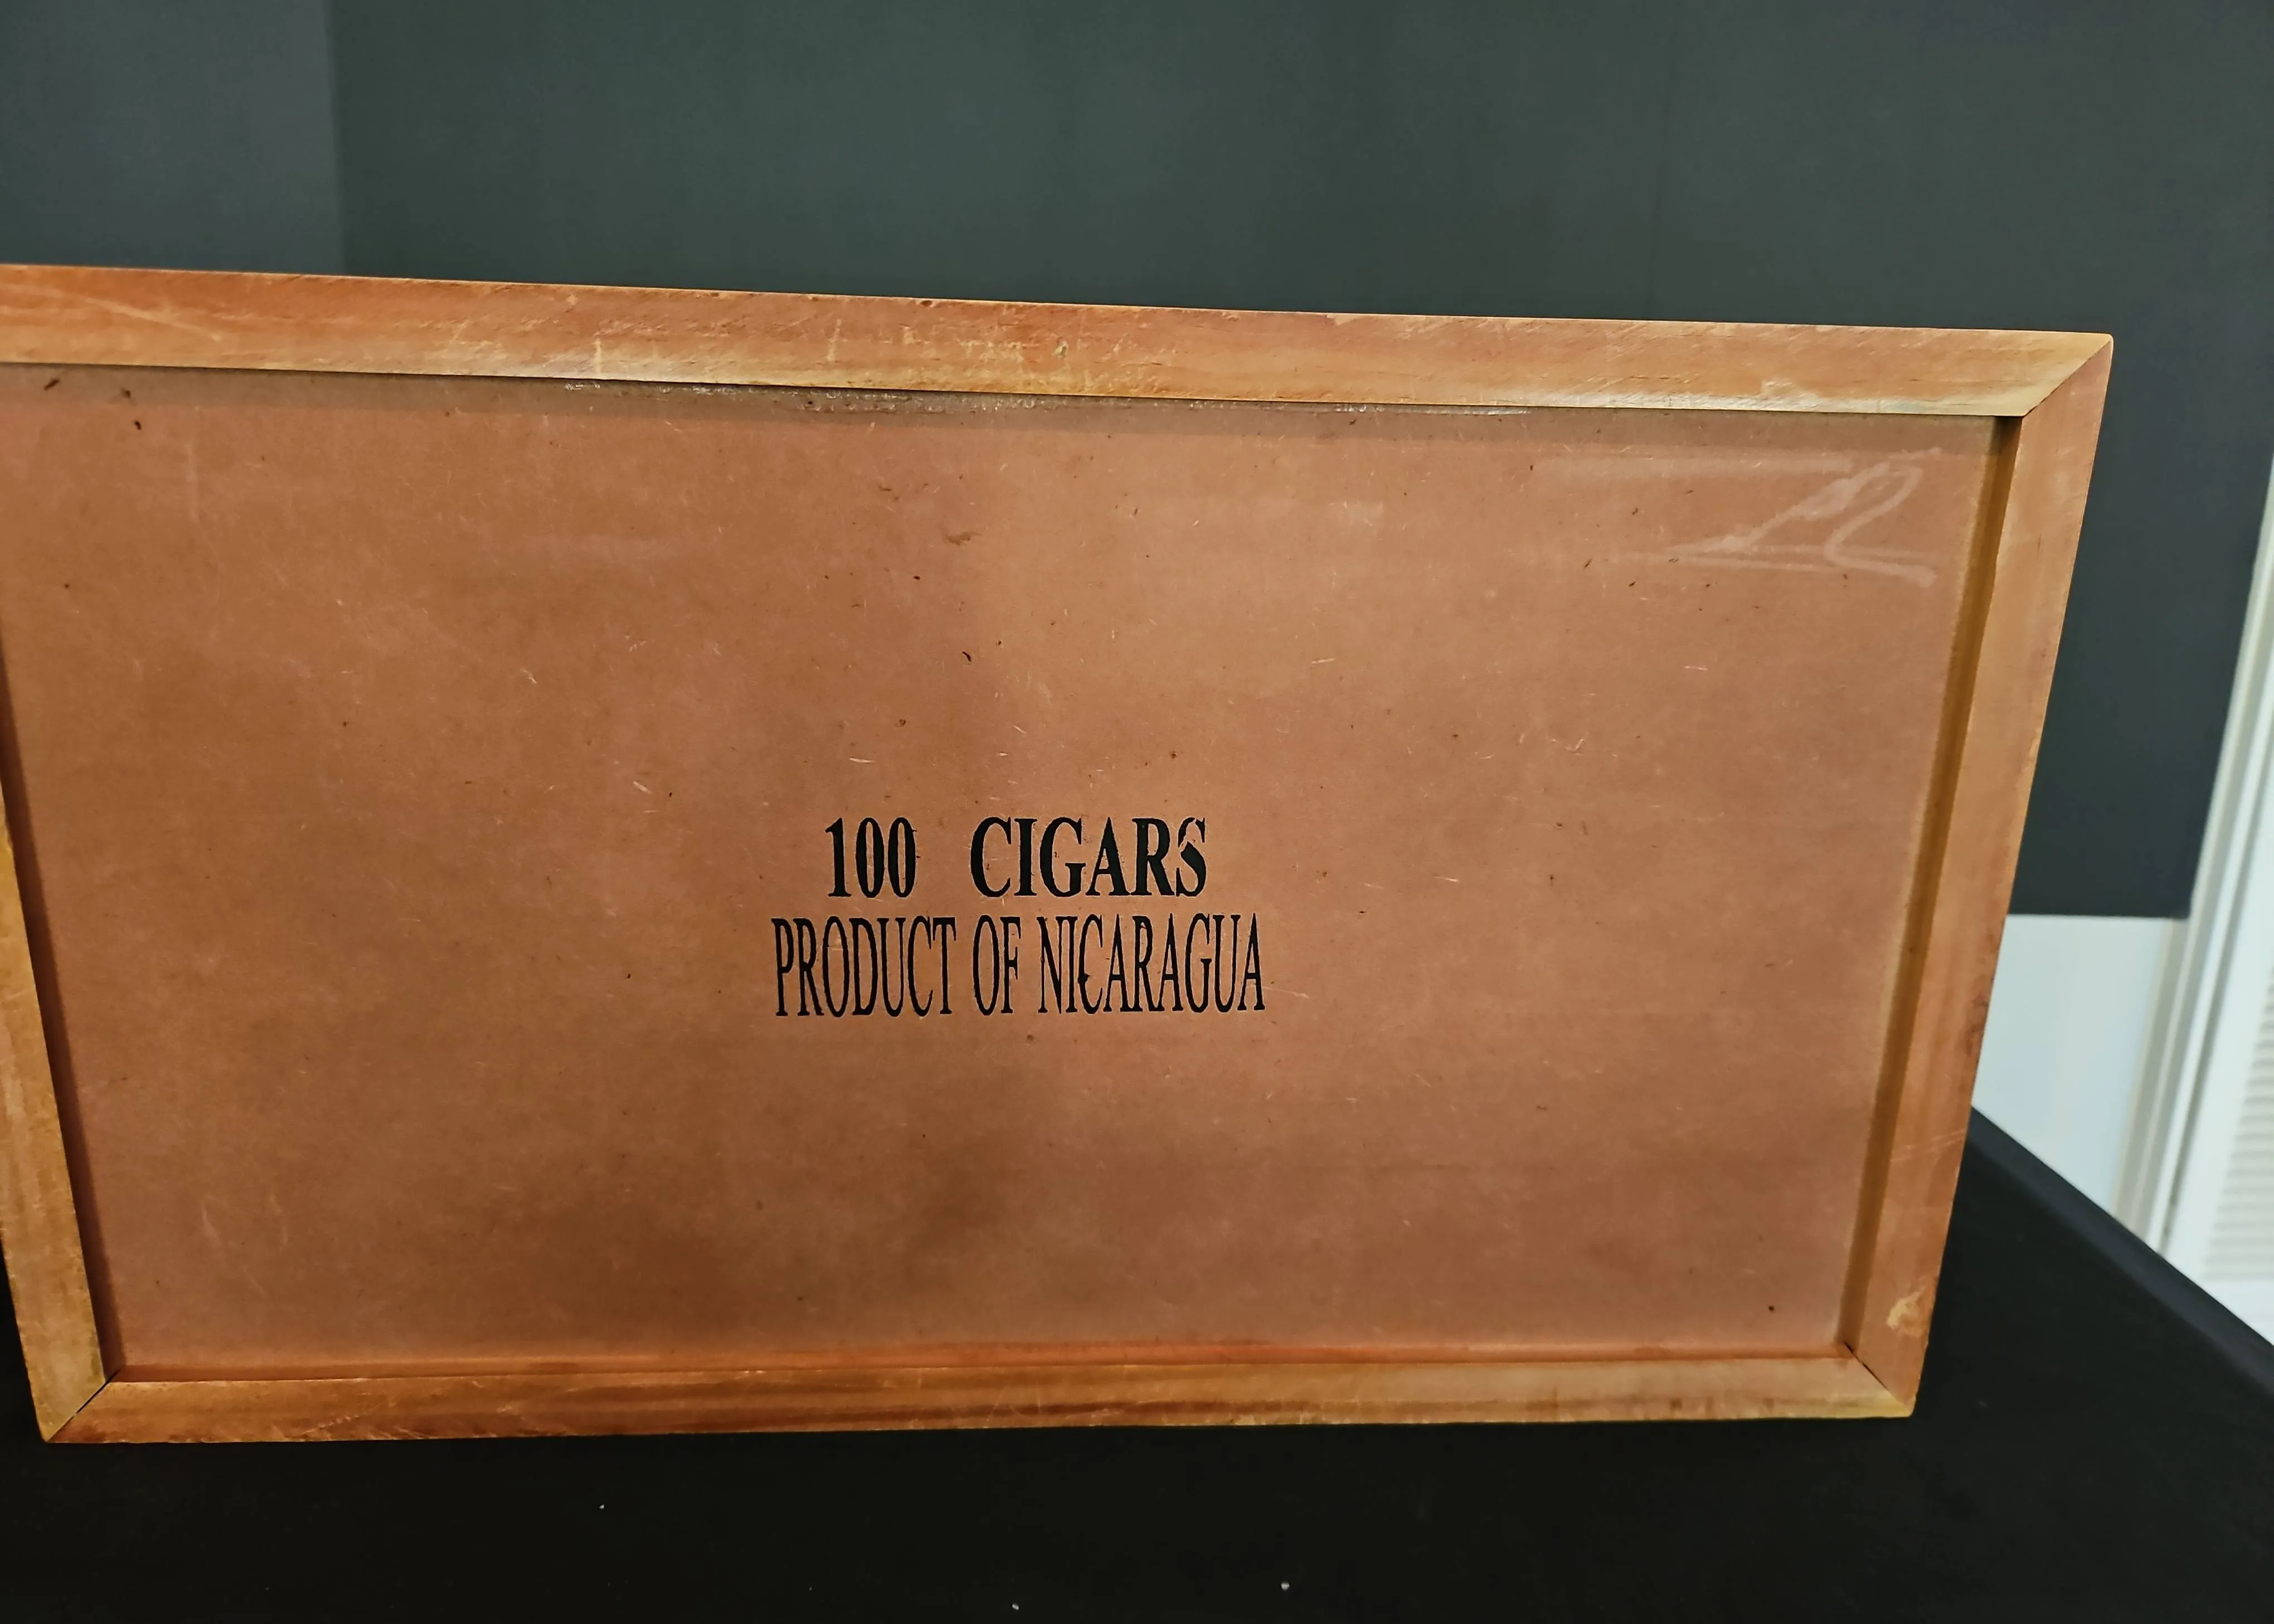 100 CIGARS
PRODUCT OF NICARAGUA